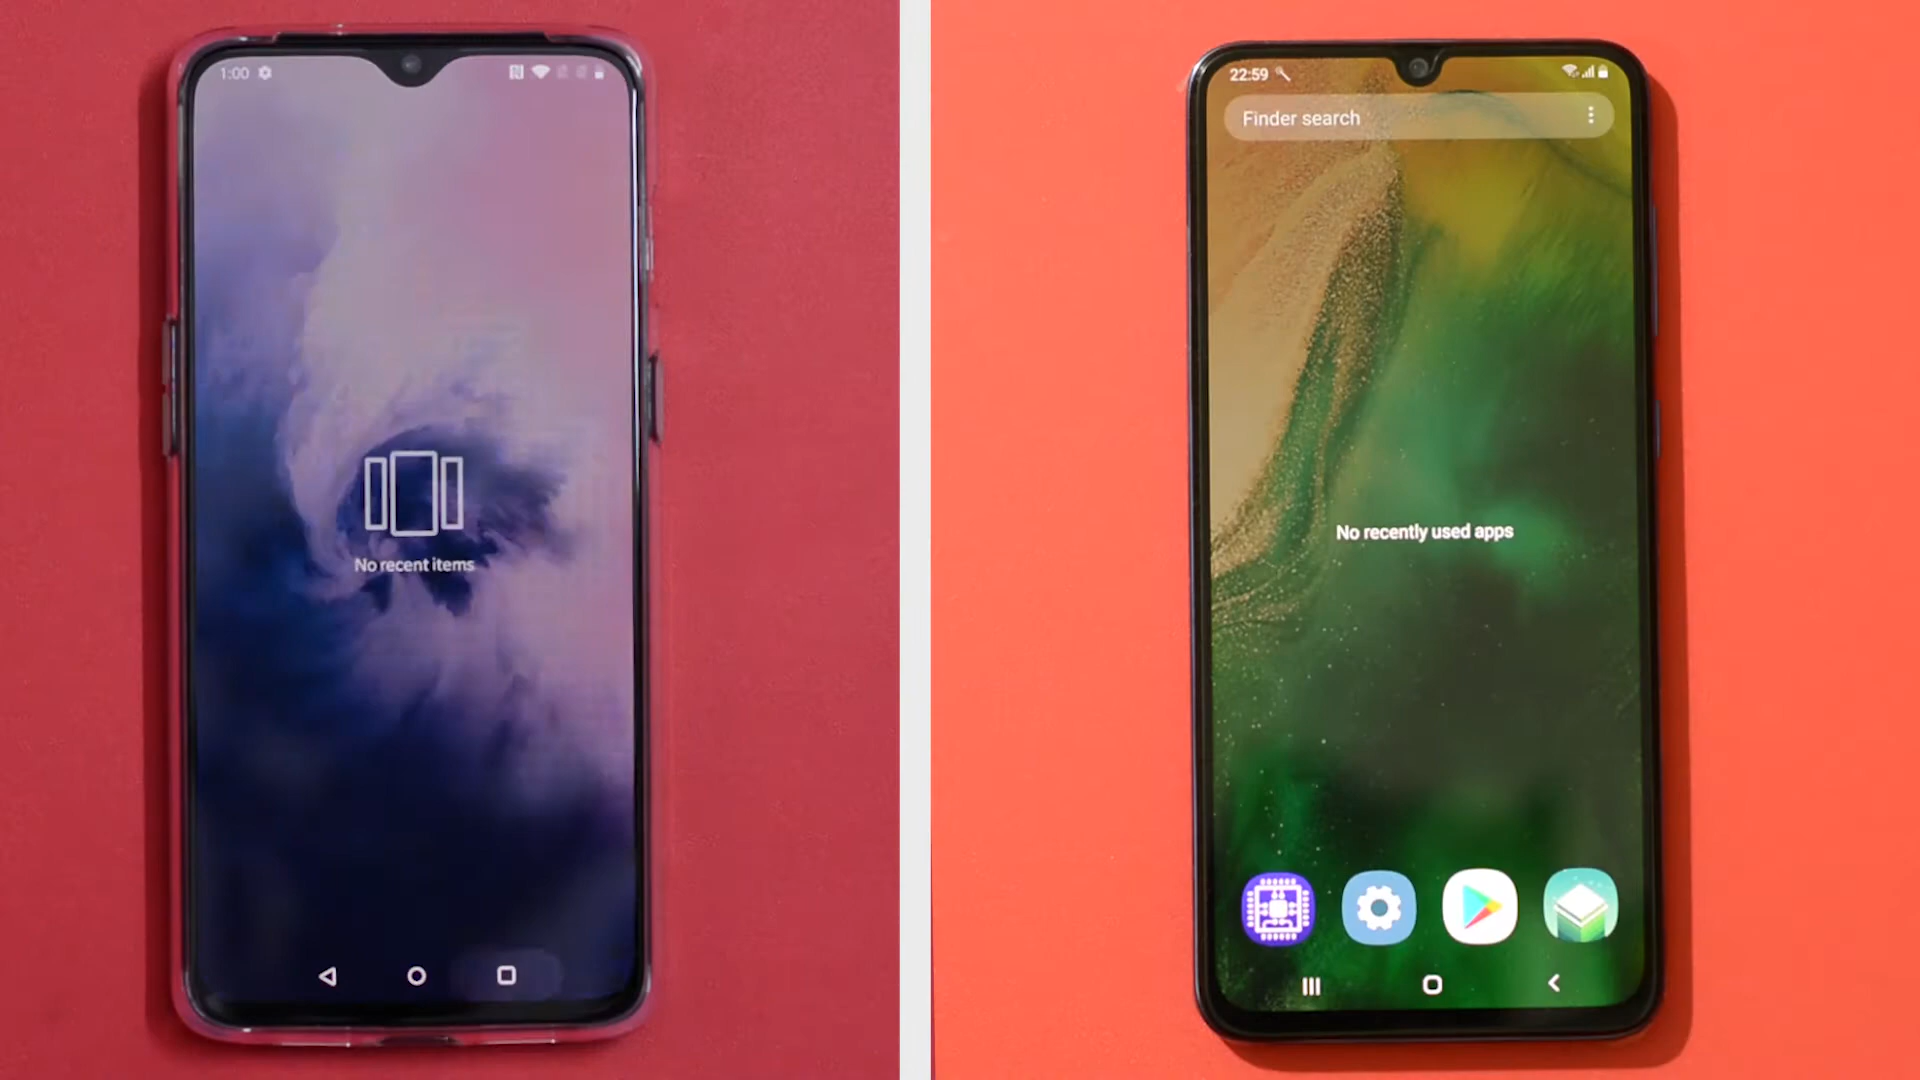 1:00
No recent items
22:59
Finder search
No recently used apps